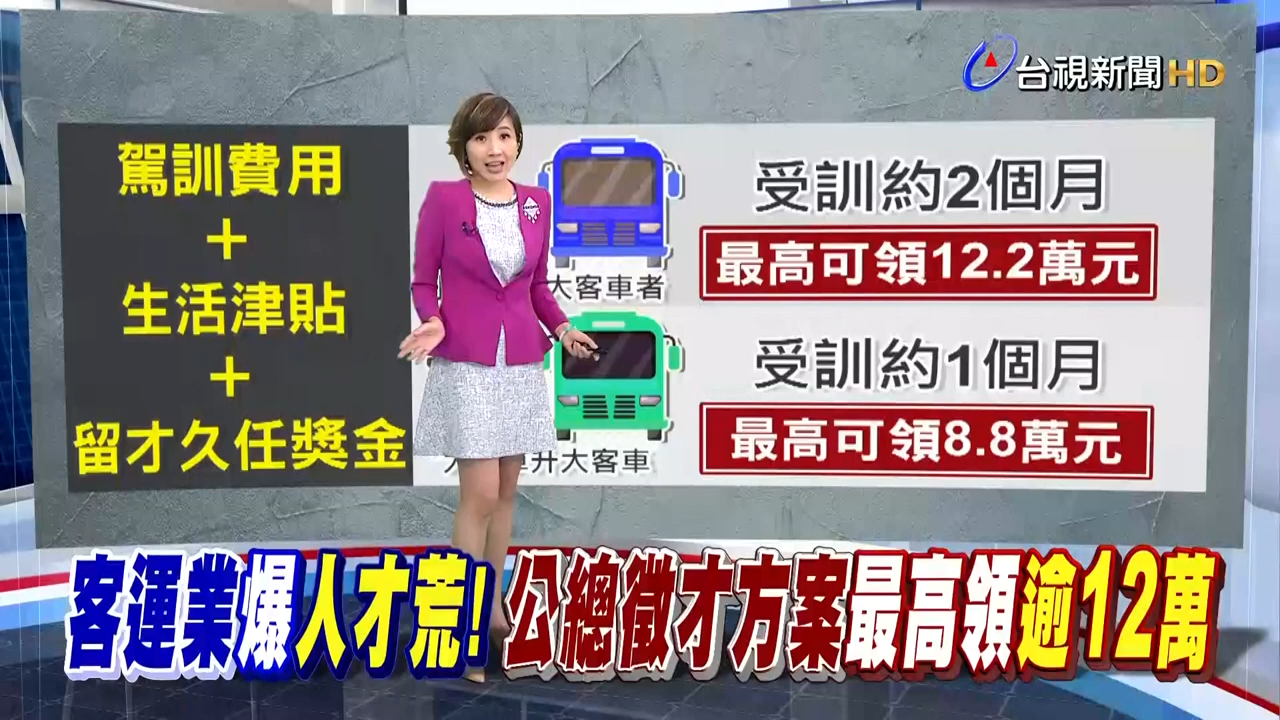 台視新聞HD
駕訓費用
+
生活津貼
+
留才久任獎金
大客車者
受訓約2個月
最高可領12.2萬元
升大客車
受訓約1個月
最高可領8.8萬元
客運業爆人才荒! 公總徵才方案最高領逾12萬